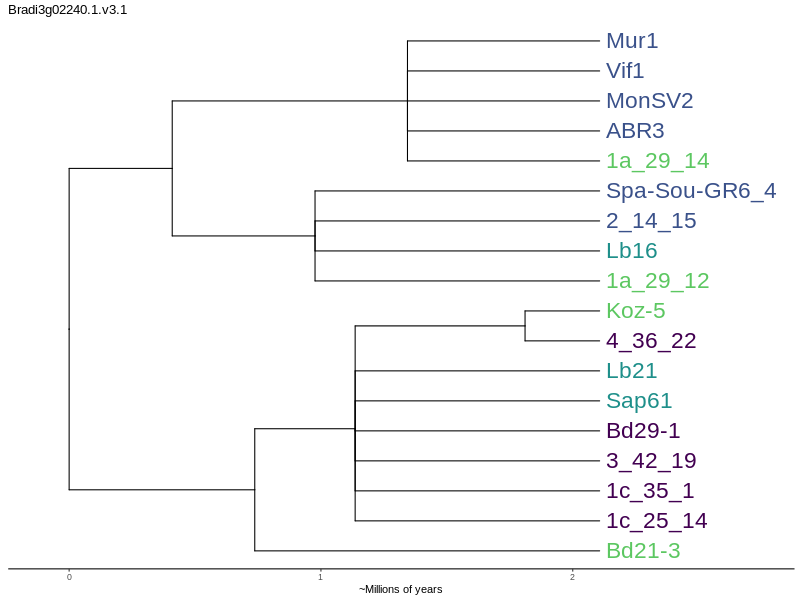 Bradi3g02240.1.v3.1
Mur1
Vif1
MonSV2
ABR3
1a_29_14
Spa-Sou-GR6_4
2_14_15
Lb16
1a_29_12
Koz-5
4_36_22
Lb21
Sap61
Bd29-1
3_42_19
1c_35_1
1c_25_14
Bd21-3
0 1 2
~Millions of years